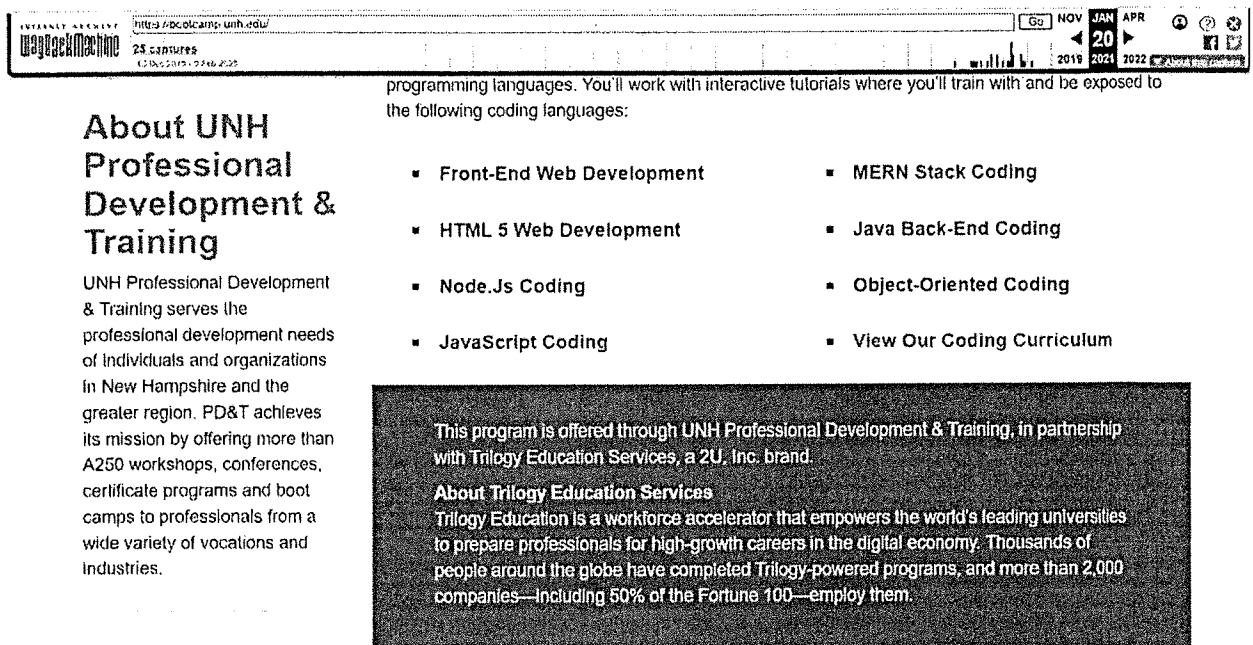 INTERNET ARCHIVE
WayBackMachine
https://bootcamp.unh.edu/
Go
NOV JAN APR
20
2019 2021 2022
25 captures
programming languages. You'll work with interactive tutorials where you'll train with and be exposed to
the following coding languages:
About UNH
Professional
Development &
Training
UNH Professional Development
& Training serves the
professional development needs
of individuals and organizations
in New Hampshire and the
greater region. PD&T achieves
its mission by offering more than
A250 workshops, conferences,
certificate programs and boot
camps to professionals from a
wide variety of vocations and
industries.
▪ Front-End Web Development
▪ HTML 5 Web Development
▪ Node.Js Coding
▪ JavaScript Coding
▪ MERN Stack Coding
▪ Java Back-End Coding
▪ Object-Oriented Coding
▪ View Our Coding Curriculum
This program is offered through UNH Professional Development & Training, in partnership
with Trilogy Education Services, a 2U, Inc. brand.
About Trilogy Education Services
Trilogy Education is a workforce accelerator that empowers the world's leading universities
to prepare professionals for high-growth careers in the digital economy. Thousands of
people around the globe have completed Trilogy-powered programs, and more than 2,000
companies—including 50% of the Fortune 100—employ them.